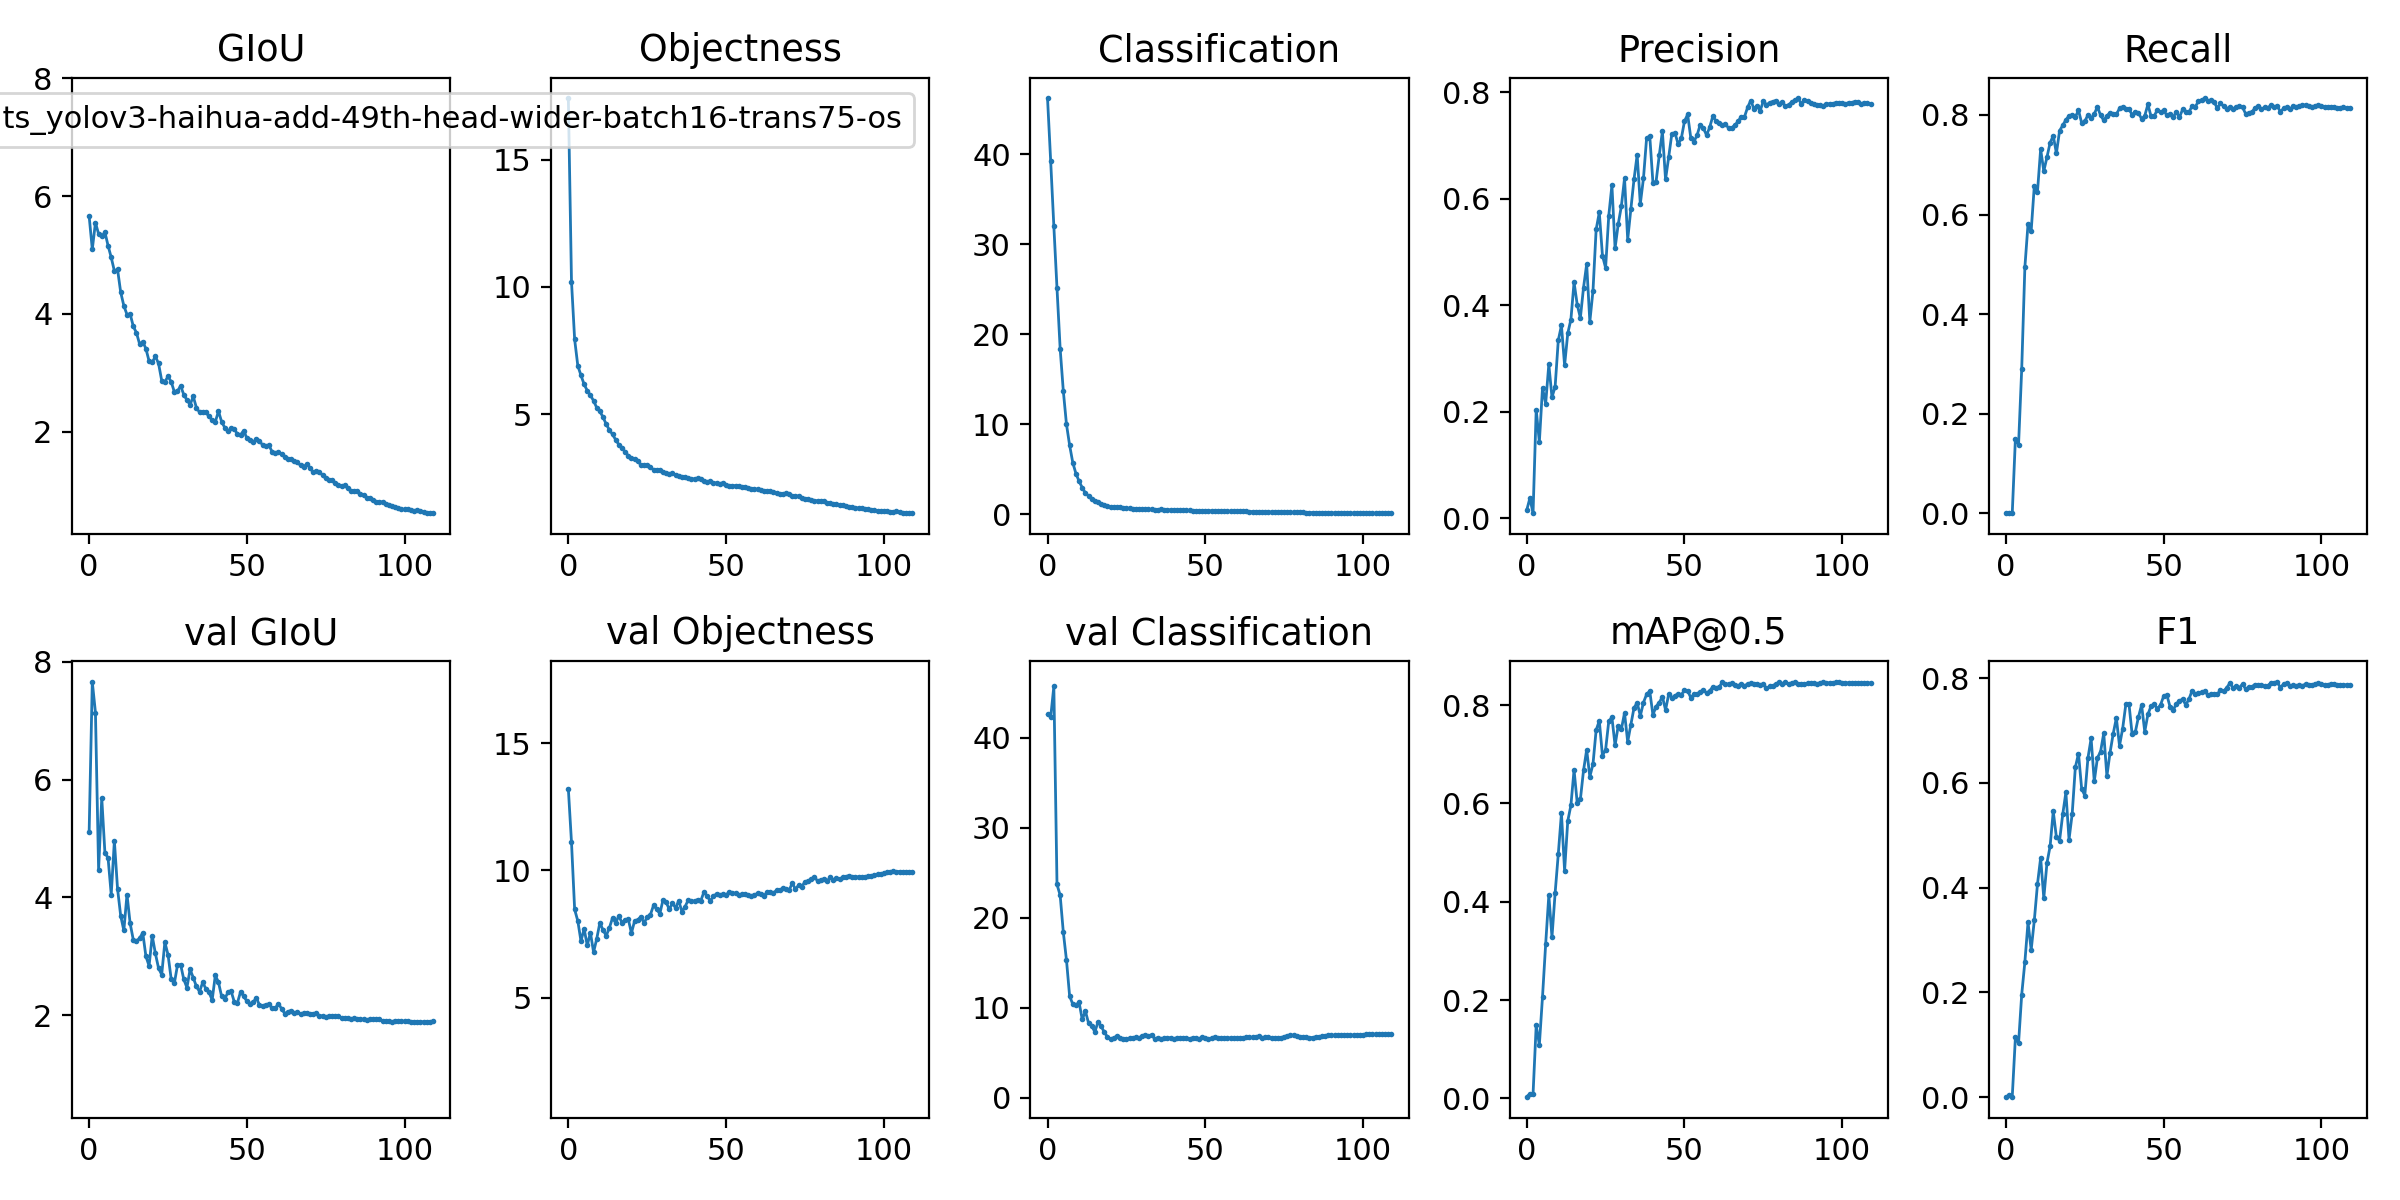 GIoU
Objectness
Classification
Precision
Recall
ts_yolov3-haihua-add-49th-head-wider-batch16-trans75-os
8
6
4
2
0 50 100
15
10
5
0 50 100
40
30
20
10
0
0 50 100
0.8
0.6
0.4
0.2
0.0
0 50 100
0.8
0.6
0.4
0.2
0.0
0 50 100
val GIoU
val Objectness
val Classification
mAP@0.5
F1
8
6
4
2
0 50 100
15
10
5
0 50 100
40
30
20
10
0
0 50 100
0.8
0.6
0.4
0.2
0.0
0 50 100
0.8
0.6
0.4
0.2
0.0
0 50 100